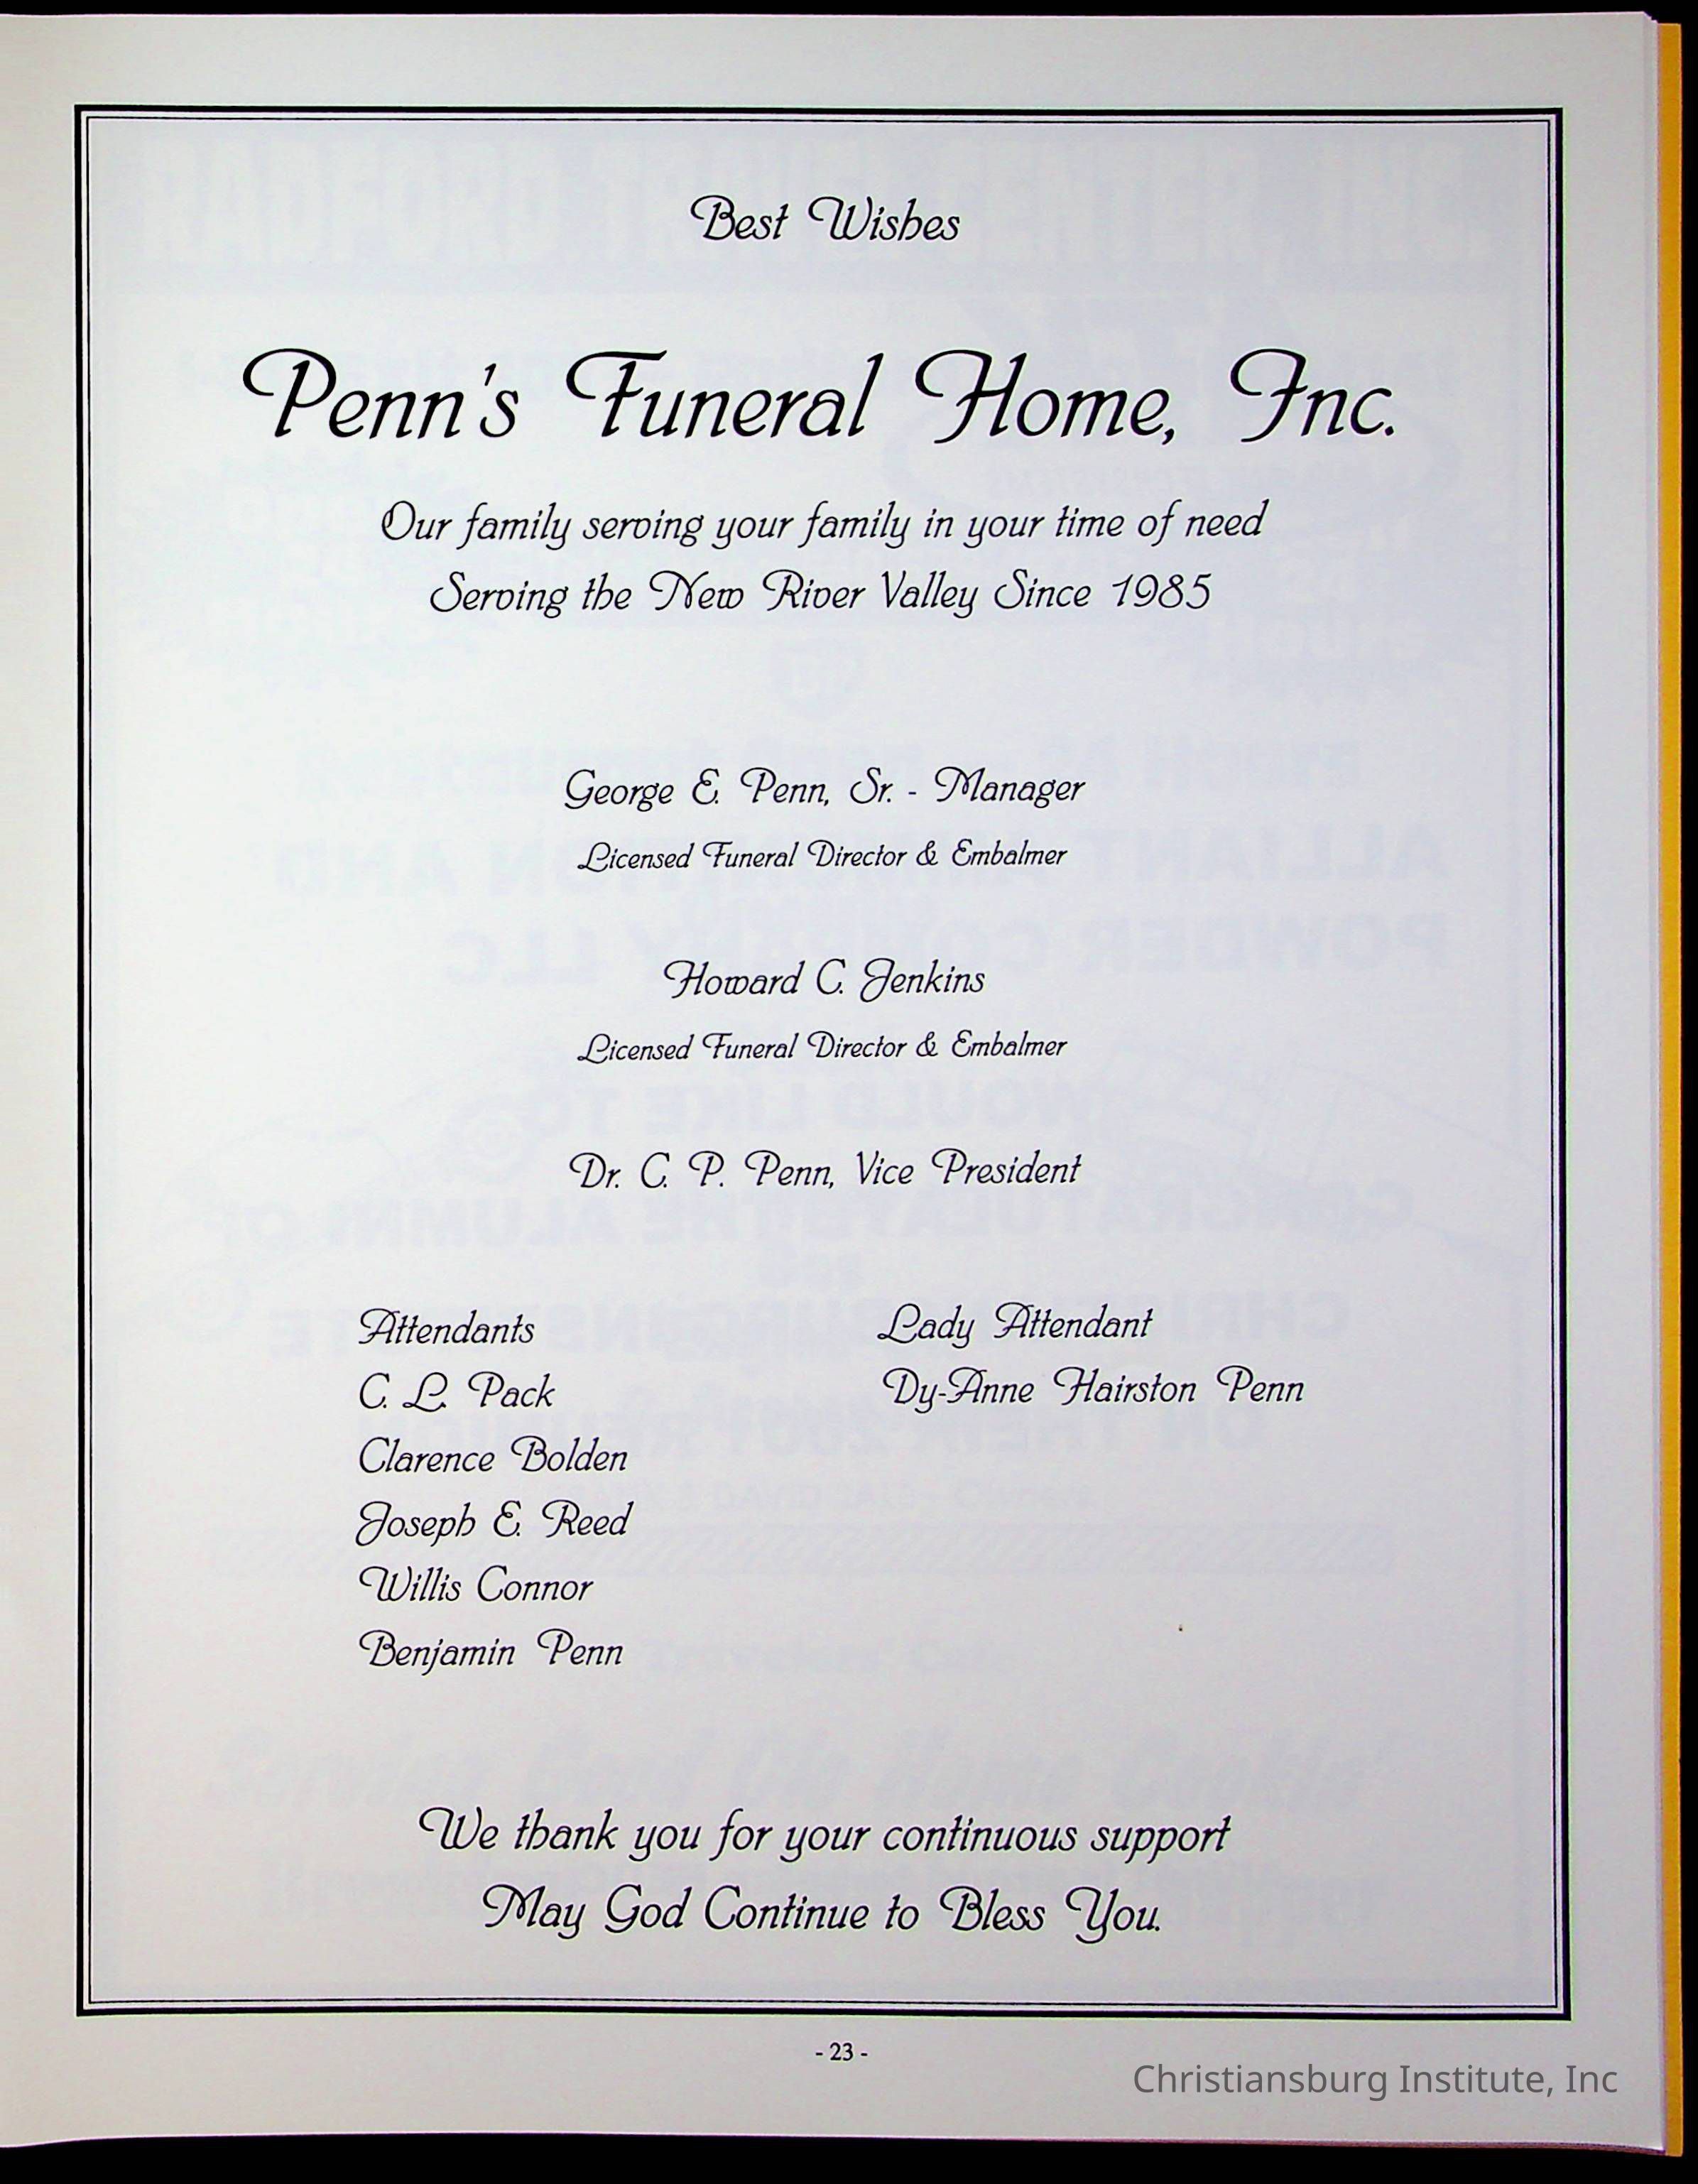 Best Wishes
Penn's Funeral Home, Inc.
Our family serving your family in your time of need
Serving the New River Valley Since 1985
George E. Penn, Sr. - Manager
Licensed Funeral Director & Embalmer
Howard C. Jenkins
Licensed Funeral Director & Embalmer
Dr. C. P. Penn, Vice President
Attendants
C. L. Pack
Clarence Bolden
Joseph E. Reed
Willis Connor
Benjamin Penn
Lady Attendant
Dy-Anne Hairston Penn
We thank you for your continuous support
May God Continue to Bless You.
- 23 -
Christiansburg Institute, Inc